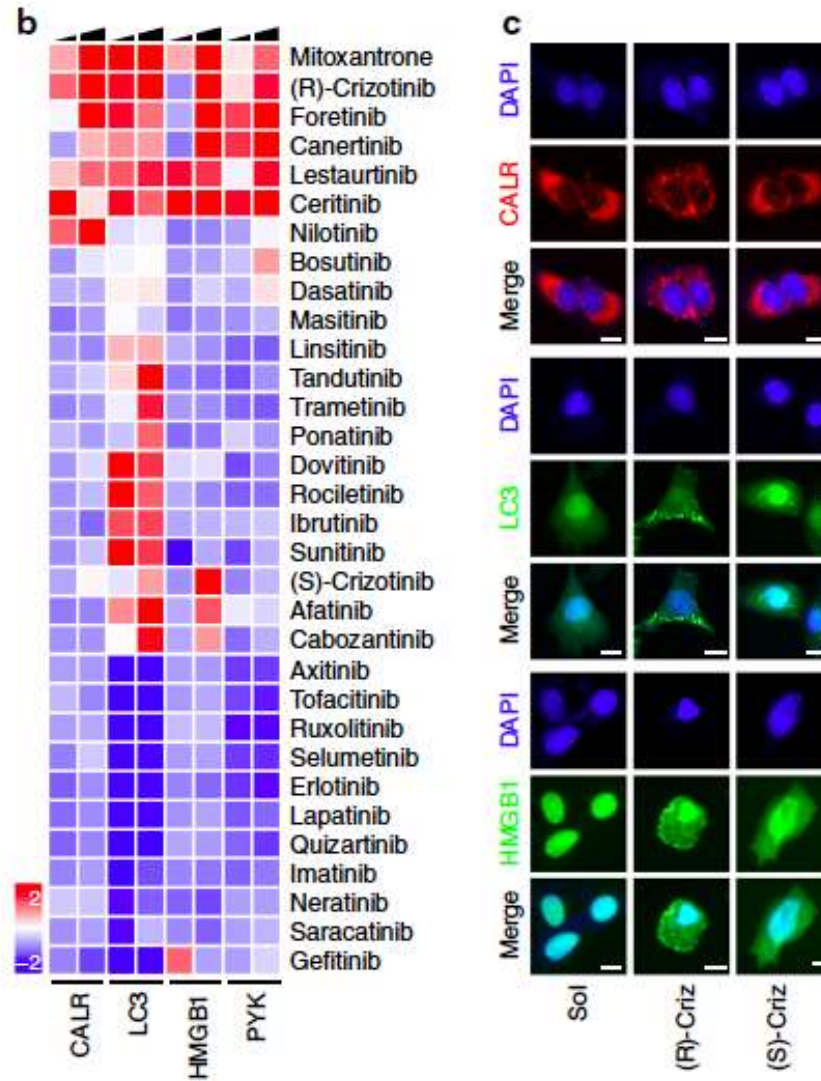 b
Mitoxantrone
(R)-Crizotinib
Foretinib
Canertinib
Lestaurtinib
Ceritinib
Nilotinib
Bosutinib
Dasatinib
Masitinib
Linsitinib
Tandutinib
Trametinib
Ponatinib
Dovitinib
Rociletinib
Ibrutinib
Sunitinib
(S)-Crizotinib
Afatinib
Cabozantinib
Axitinib
Tofacitinib
Ruxolitinib
Selumetinib
Erlotinib
Lapatinib
Quizartinib
Imatinib
Neratinib
Saracatinib
Gefitinib
2
–2
CALR
LC3
HMGB1
PYK
c
DAPI
CALR
Merge
DAPI
LC3
Merge
DAPI
HMGB1
Merge
Sol
(R)-Criz
(S)-Criz